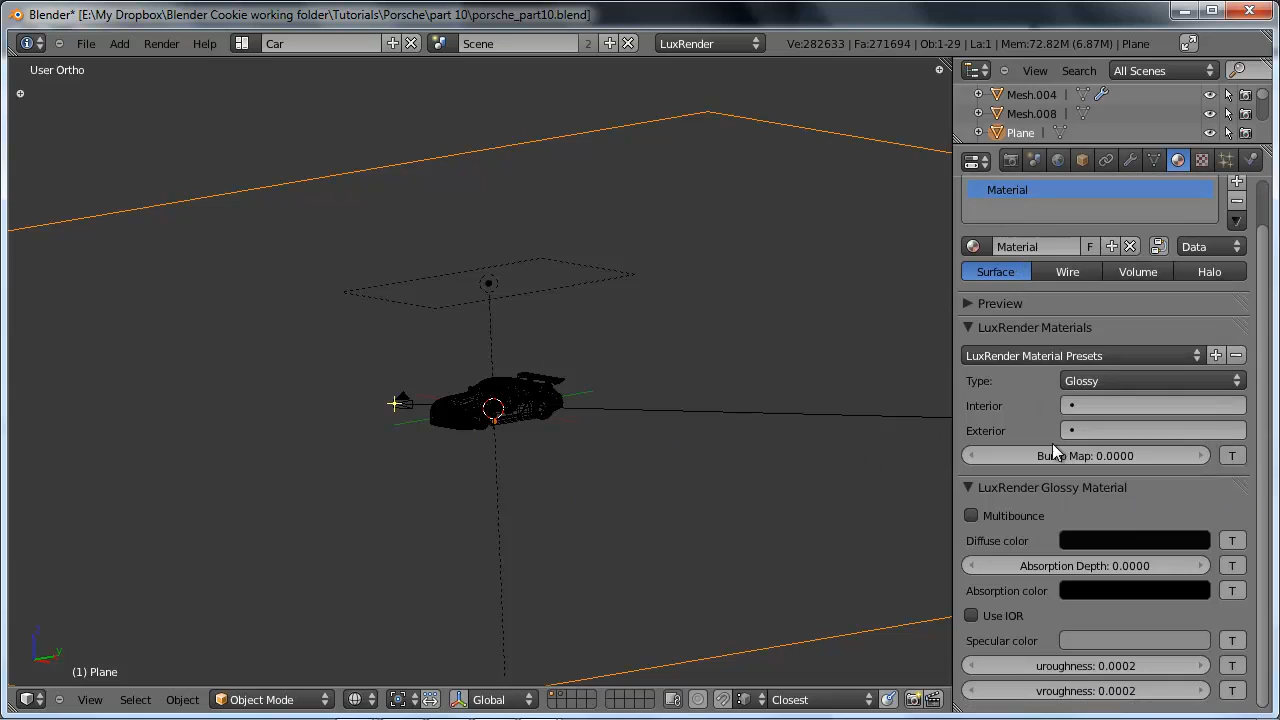 Blender* [E:\My Dropbox\Blender Cookie working folder\Tutorials\Porsche\part 10\porsche_part10.blend]
File Add Render Help Car Scene 2 LuxRender Ve:282633 | Fa:271694 | Ob:1-29 | La:1 | Mem:72.82M (6.87M) | Plane
User Ortho
View Search All Scenes
Mesh.004
Mesh.008
Plane
Material
Material F Data
Surface Wire Volume Halo
Preview
LuxRender Materials
LuxRender Material Presets
Type: Glossy
Interior
Exterior
Bump Map: 0.0000 T
LuxRender Glossy Material
Multibounce
Diffuse color T
Absorption Depth: 0.0000 T
Absorption color T
Use IOR
Specular color T
uroughness: 0.0002 T
vroughness: 0.0002 T
z
y
(1) Plane
View Select Object Object Mode Global Closest